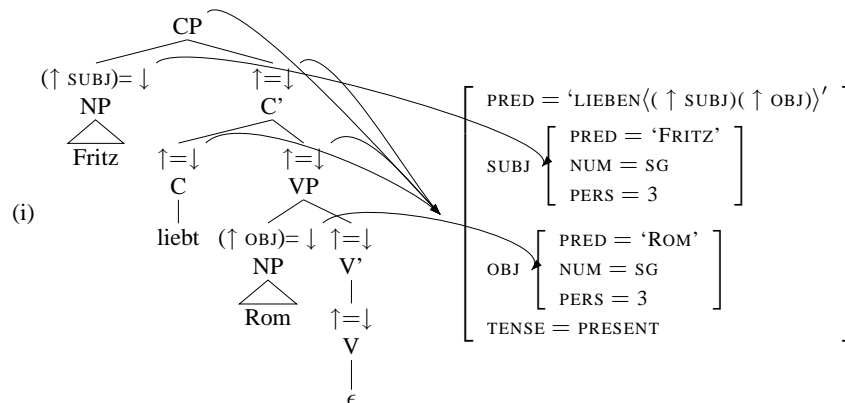 CP
(↑ SUBJ)= ↓ ↑=↓
NP C’
Fritz
↑=↓ ↑=↓
C VP
liebt
(↑ OBJ)= ↓ ↑=↓
NP V’
Rom
↑=↓
V
ϵ
(i)
PRED = ‘LIEBEN⟨(↑ SUBJ)(↑ OBJ)⟩′
SUBJ
PRED = ‘FRITZ’
NUM = SG
PERS = 3
OBJ
PRED = ‘ROM’
NUM = SG
PERS = 3
TENSE = PRESENT